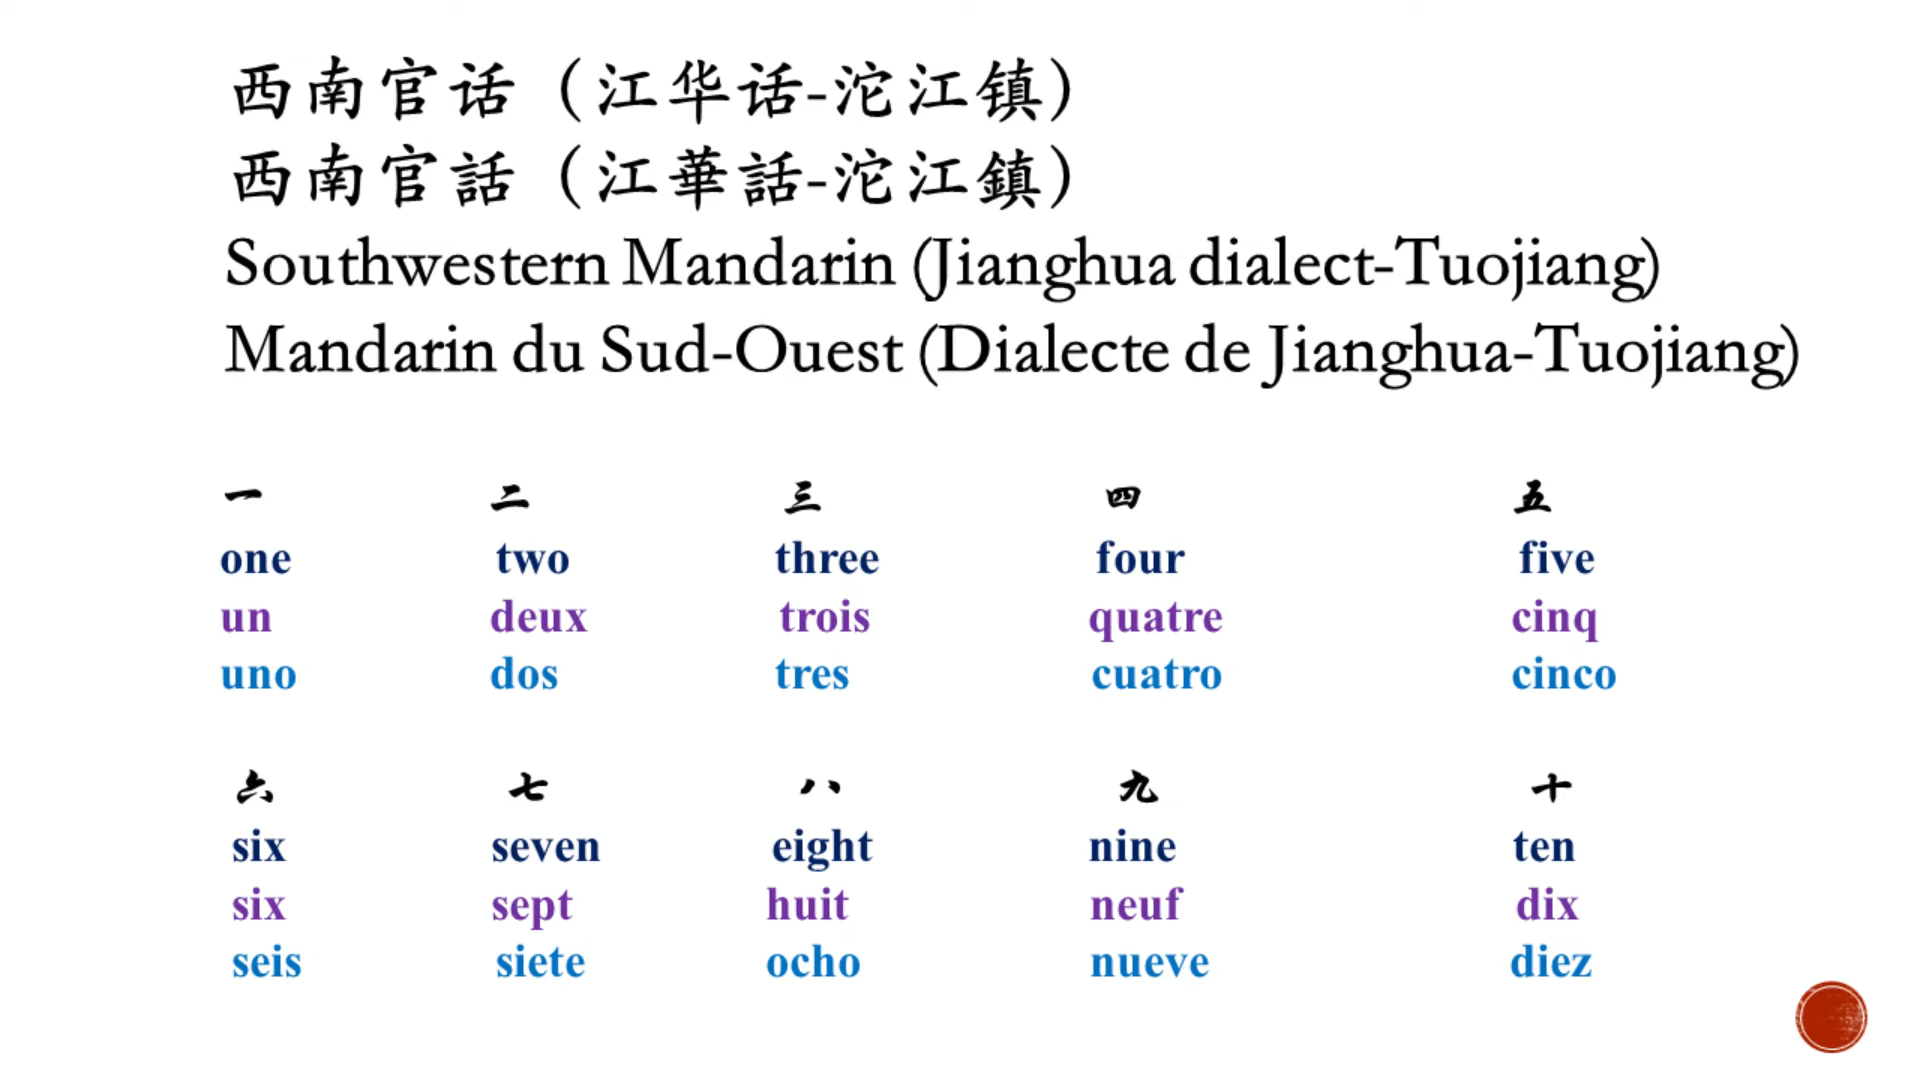 西南官话（江华话-沱江镇）
西南官話（江華話-沱江鎮）
Southwestern Mandarin (Jianghua dialect-Tuojiang)
Mandarin du Sud-Ouest (Dialecte de Jianghua-Tuojiang)
一 二 三 四 五
one two three four five
un deux trois quatre cinq
uno dos tres cuatro cinco
六 七 八 九 十
six seven eight nine ten
six sept huit neuf dix
seis siete ocho nueve diez